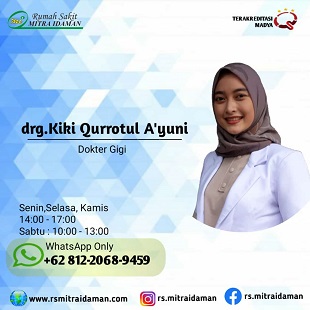 Rumah Sakit
MITRA IDAMAN
TERAKREDITASI
MADYA
drg.Kiki Qurrotul A'yuni
Dokter Gigi
Senin,Selasa, Kamis
14:00 - 17:00
Sabtu : 10:00 - 13:00
WhatsApp Only
+62 812-2068-9459
www.rsmitraidaman.com
rs.mitraidaman
rs.mitraidaman